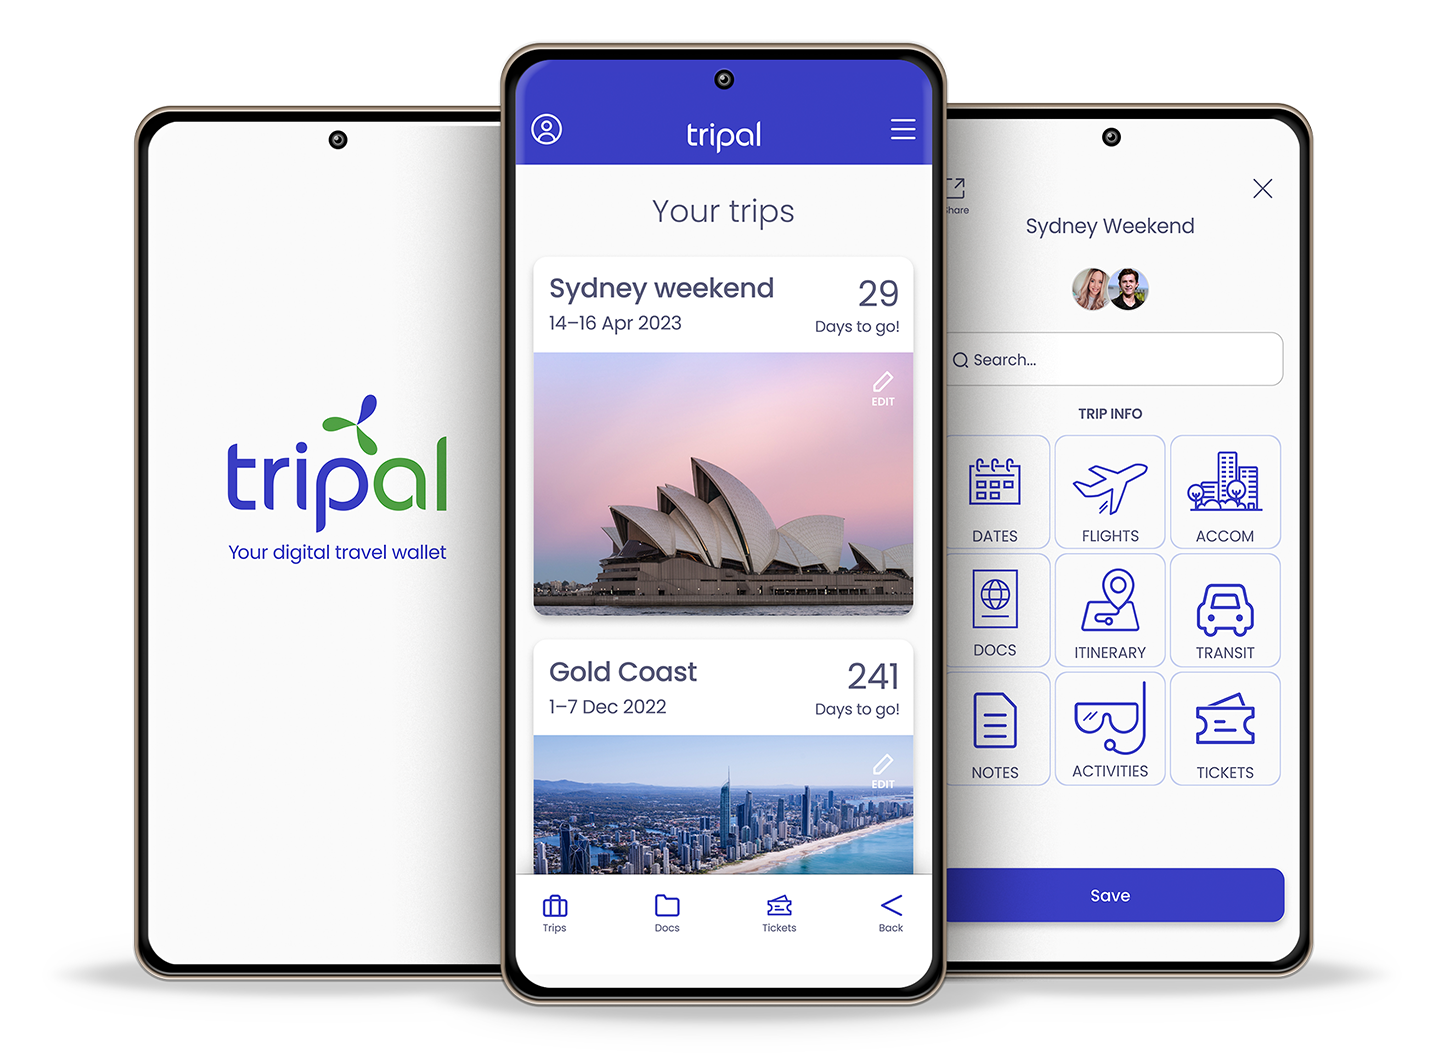 tripal
Your digital travel wallet
tripal
Your trips
Sydney weekend
14–16 Apr 2023
29
Days to go!
EDIT
Gold Coast
1–7 Dec 2022
241
Days to go!
EDIT
Trips
Docs
Tickets
Back
Sydney Weekend
Search...
TRIP INFO
DATES
FLIGHTS
ACCOM
DOCS
ITINERARY
TRANSIT
NOTES
ACTIVITIES
TICKETS
Save